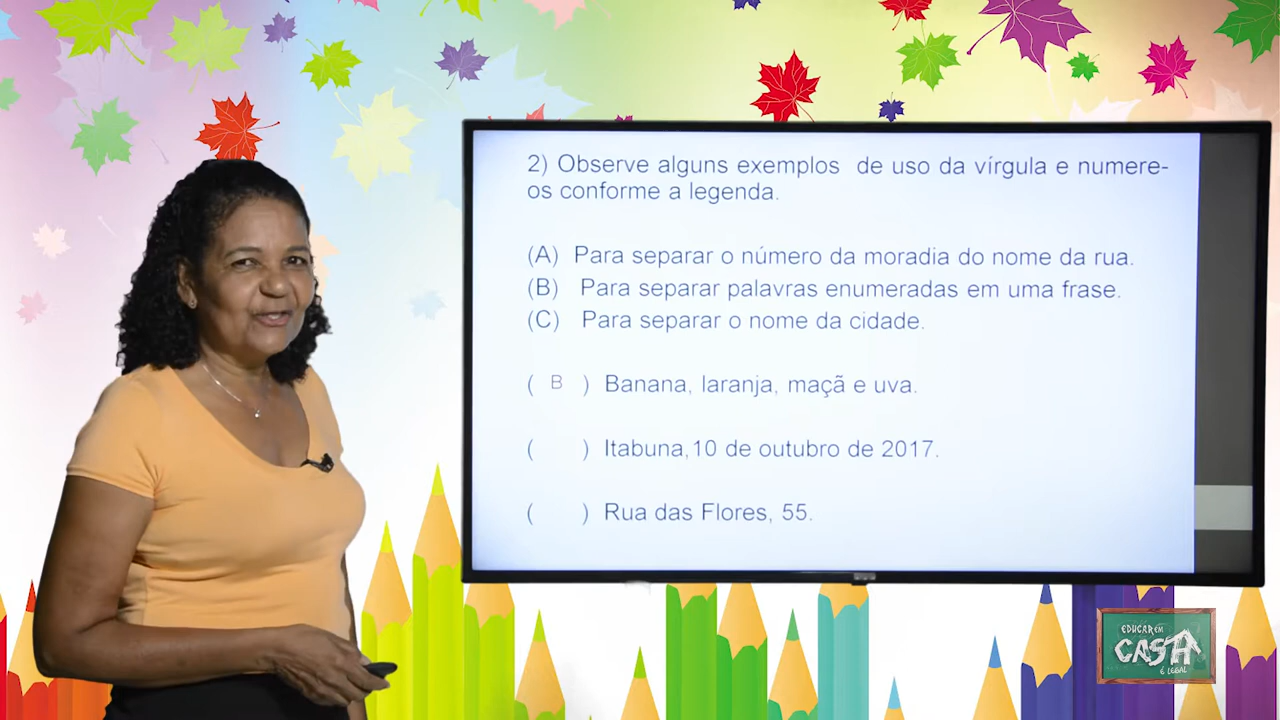 2) Observe alguns exemplos de uso da vírgula e numere-
os conforme a legenda.
(A) Para separar o número da moradia do nome da rua.
(B) Para separar palavras enumeradas em uma frase.
(C) Para separar o nome da cidade.
( B ) Banana, laranja, maçã e uva.
( ) Itabuna,10 de outubro de 2017.
( ) Rua das Flores, 55.
EDUCAR EM
CASA
É LEGAL